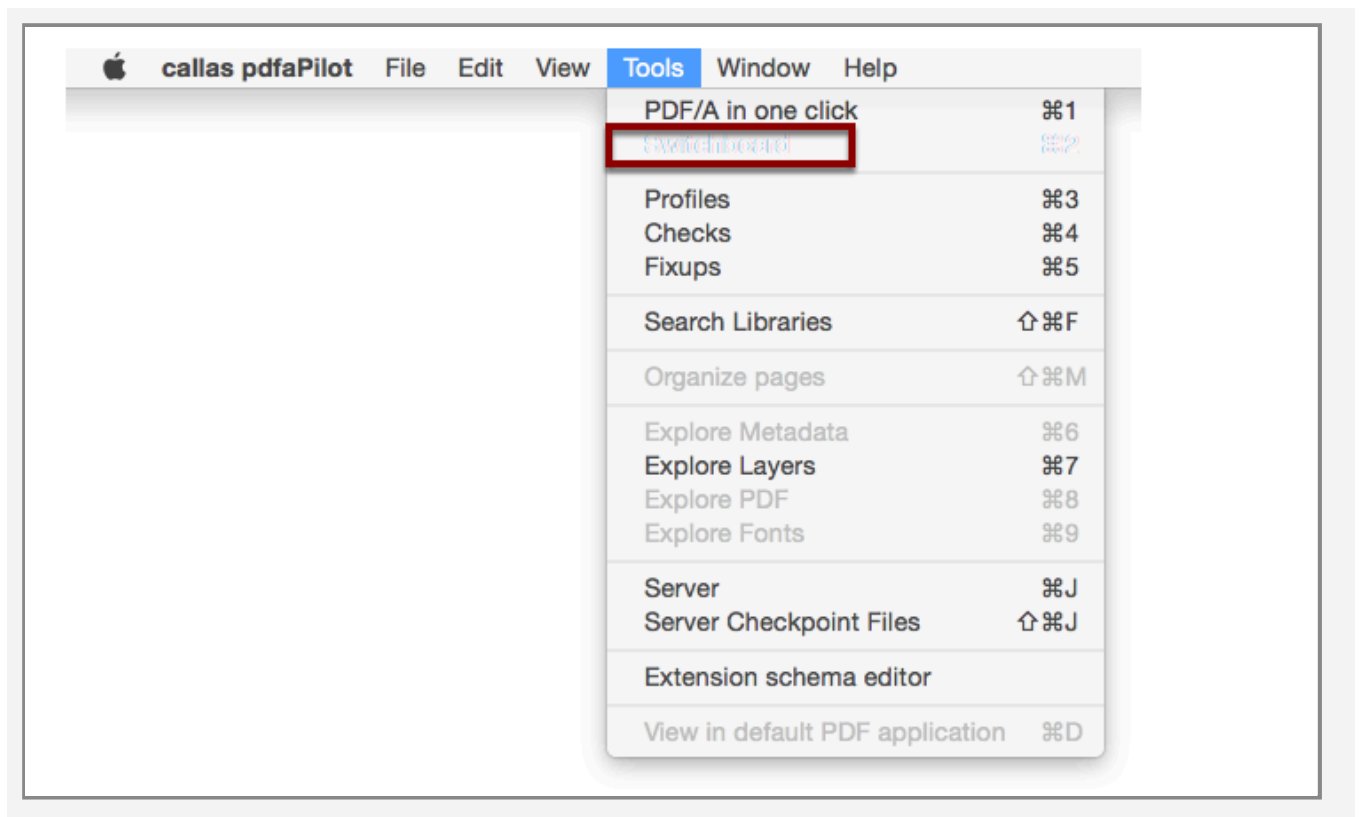 callas pdfaPilot File Edit View Tools Window Help
PDF/A in one click ⌘1
Switchboard ⌘2
Profiles ⌘3
Checks ⌘4
Fixups ⌘5
Search Libraries ⇧⌘F
Organize pages ⇧⌘M
Explore Metadata ⌘6
Explore Layers ⌘7
Explore PDF ⌘8
Explore Fonts ⌘9
Server ⌘J
Server Checkpoint Files ⇧⌘J
Extension schema editor
View in default PDF application ⌘D